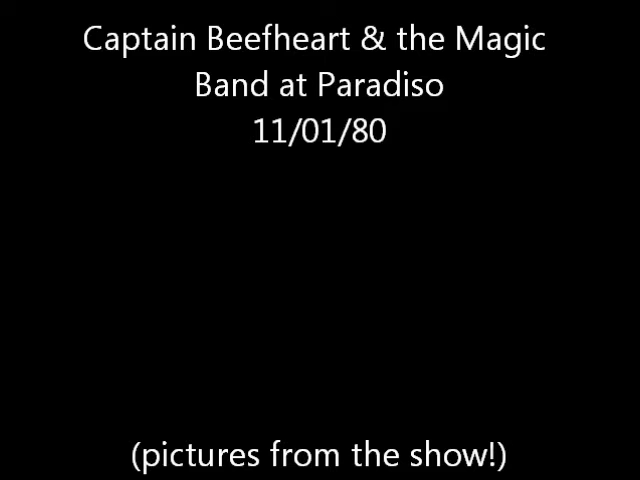 Captain Beefheart & the Magic
Band at Paradiso
11/01/80
(pictures from the show!)